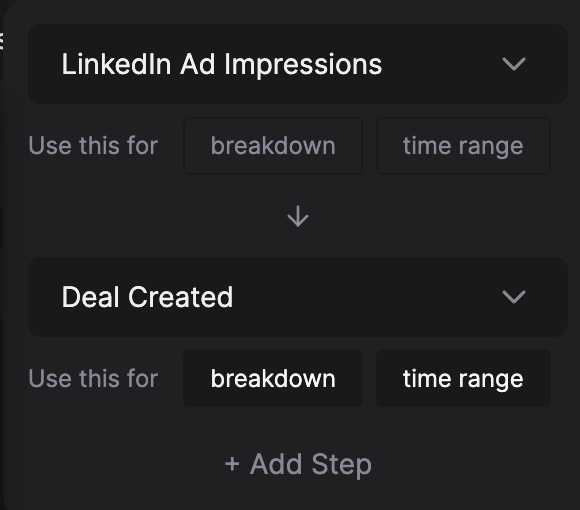 LinkedIn Ad Impressions
Use this for breakdown time range
Deal Created
Use this for breakdown time range
+ Add Step